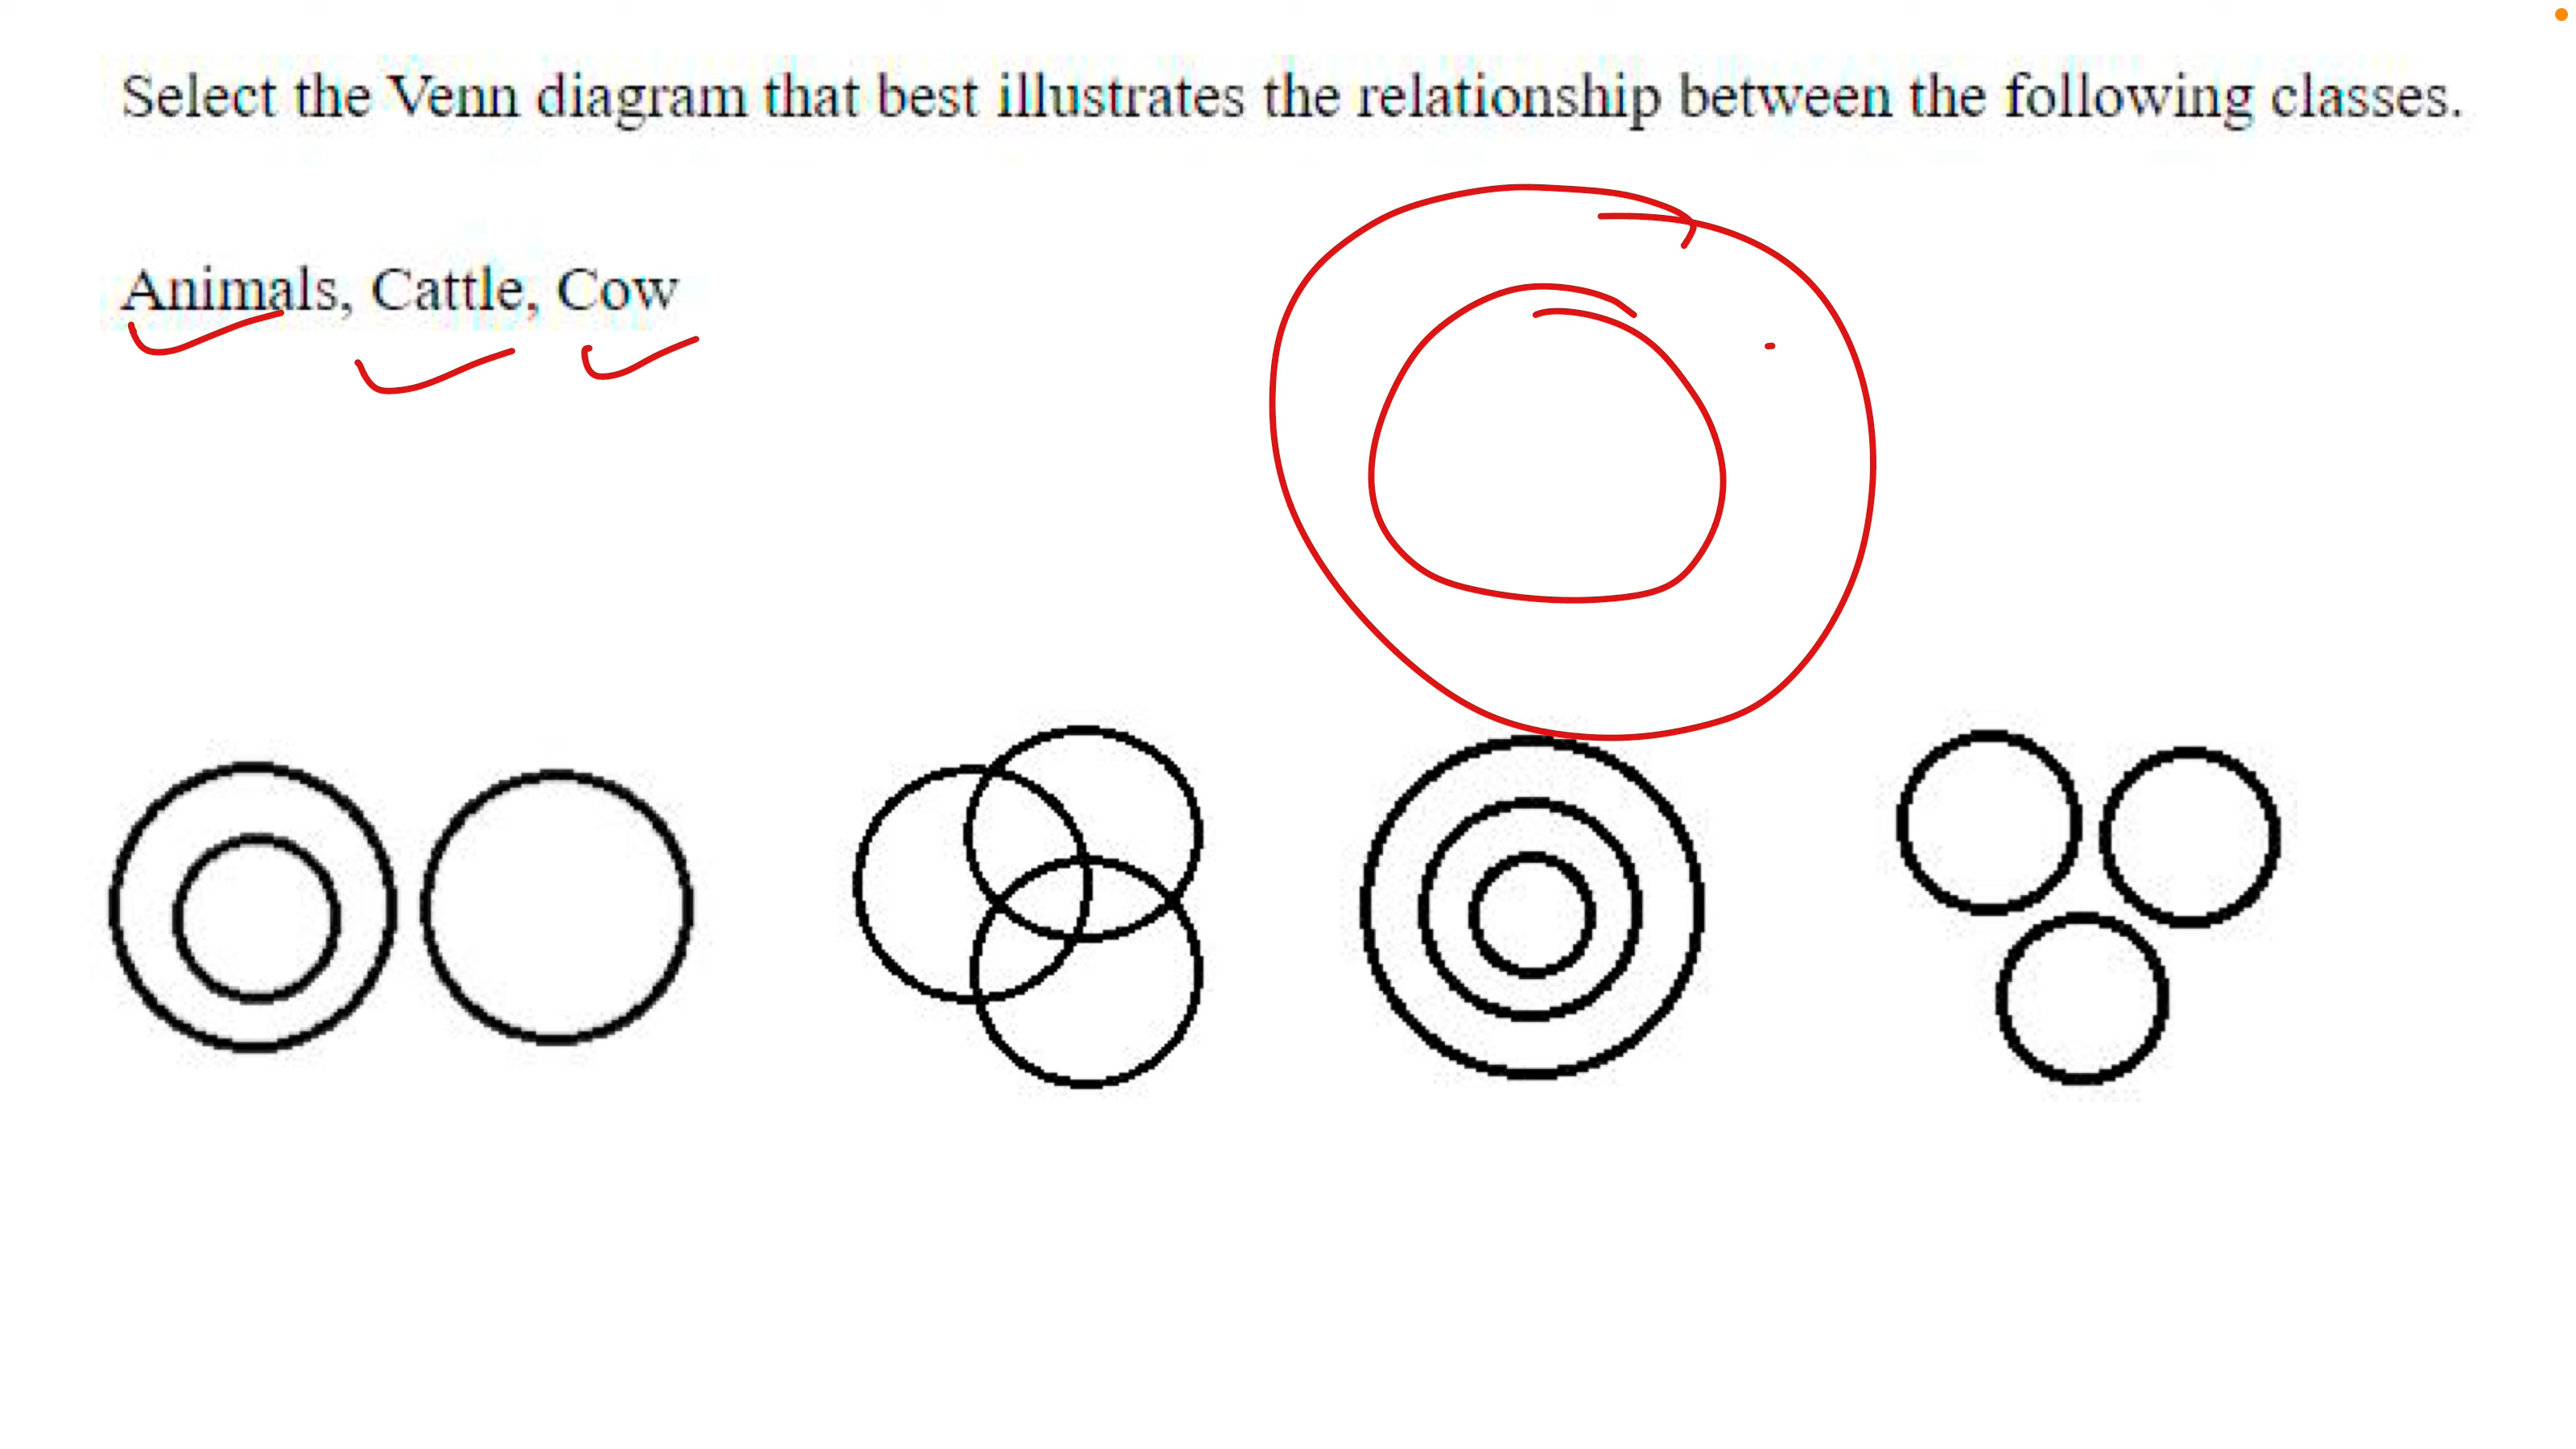 Select the Venn diagram that best illustrates the relationship between the following classes.
Animals, Cattle, Cow